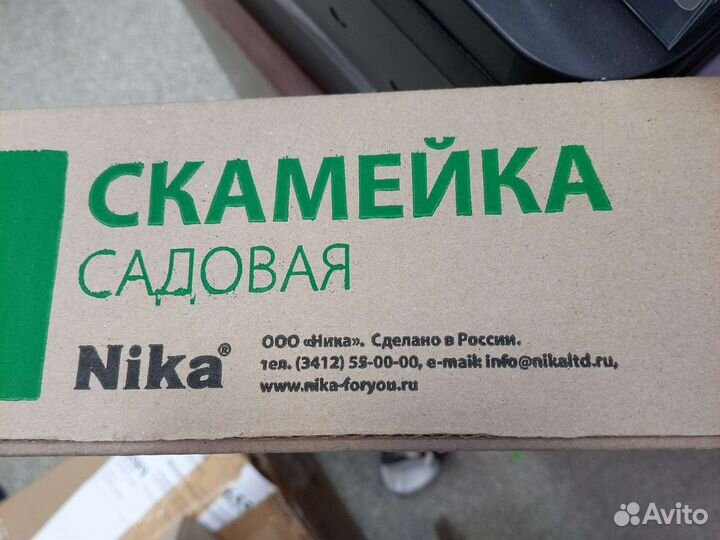 СКАМЕЙКА
САДОВАЯ
Nika®
ООО «Ника». Сделано в России.
тел. (3412) 55-00-00, e-mail: info@nikaltd.ru,
www.nika-foryou.ru
Avito